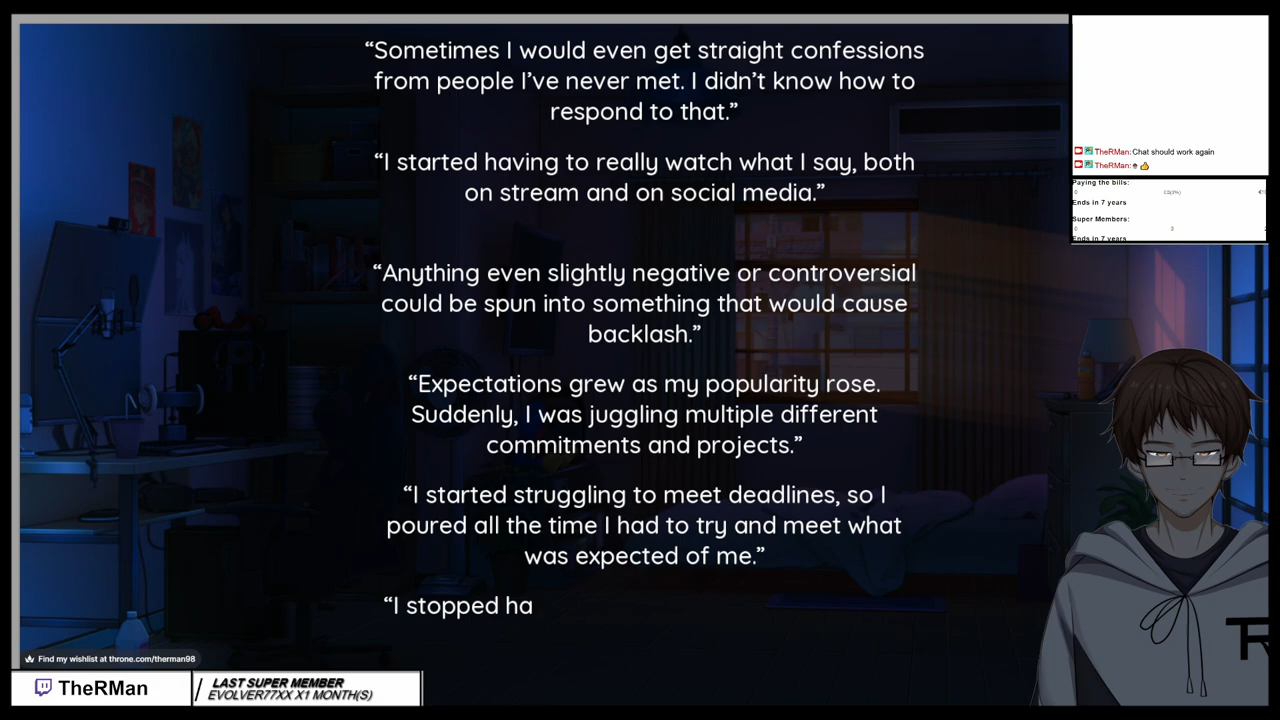 “Sometimes I would even get straight confessions
from people I’ve never met. I didn’t know how to
respond to that.”
“I started having to really watch what I say, both
on stream and on social media.”
“Anything even slightly negative or controversial
could be spun into something that would cause
backlash.”
“Expectations grew as my popularity rose.
Suddenly, I was juggling multiple different
commitments and projects.”
“I started struggling to meet deadlines, so I
poured all the time I had to try and meet what
was expected of me.”
“I stopped ha
TheRMan: Chat should work again
TheRMan:
Paying the bills:
0
Ends in 7 years
Super Members:
0 0
Ends in 7 years
Find my wishlist at throne.com/therman98
TheRMan
LAST SUPER MEMBER
EVOLVER77XX X1 MONTH(S)